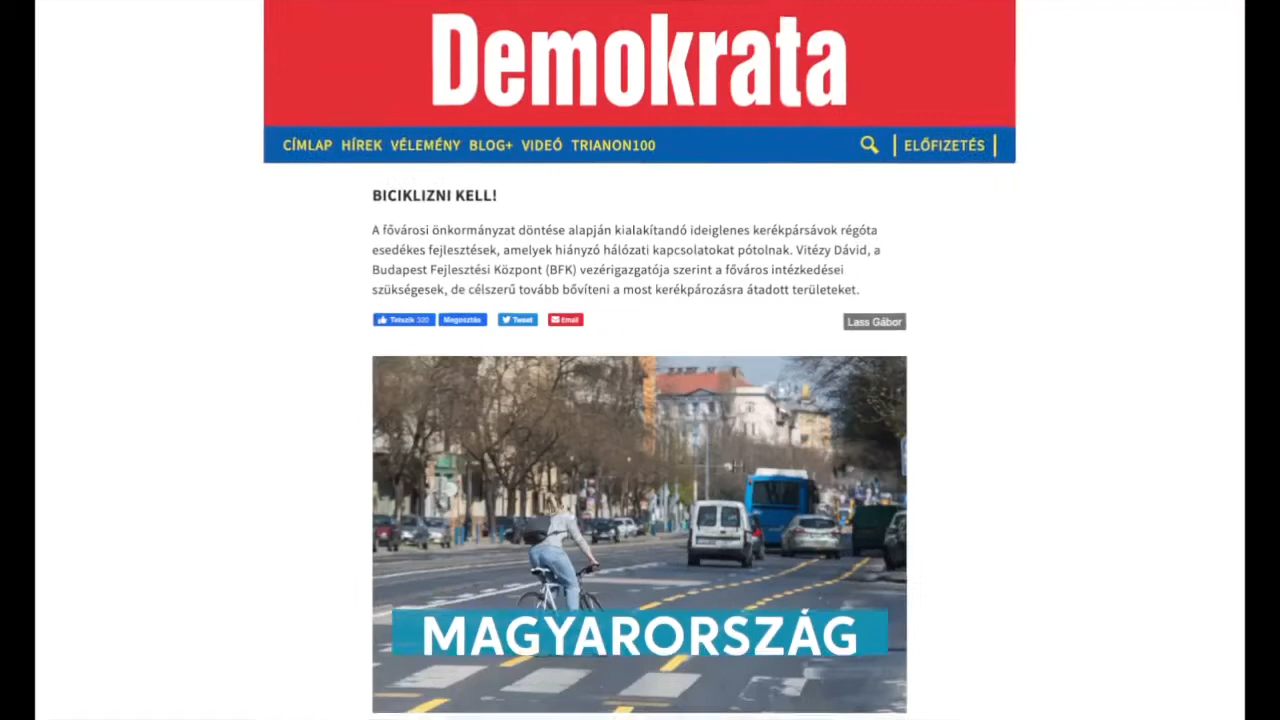 Demokrata
CÍMLAP HÍREK VÉLEMÉNY BLOG+ VIDEÓ TRIANON100
ELŐFIZETÉS
BICIKLIZNI KELL!
A fővárosi önkormányzat döntése alapján kialakítandó ideiglenes kerékpársávok régóta
esedékes fejlesztések, amelyek hiányzó hálózati kapcsolatokat pótolnak. Vitézy Dávid, a
Budapest Fejlesztési Központ (BFK) vezérigazgatója szerint a főváros intézkedései
szükségesek, de célszerű tovább bővíteni a most kerékpározásra átadott területeket.
Tetszik 500 Megosztás Tweet Email
Lass Gábor
MAGYARORSZÁG